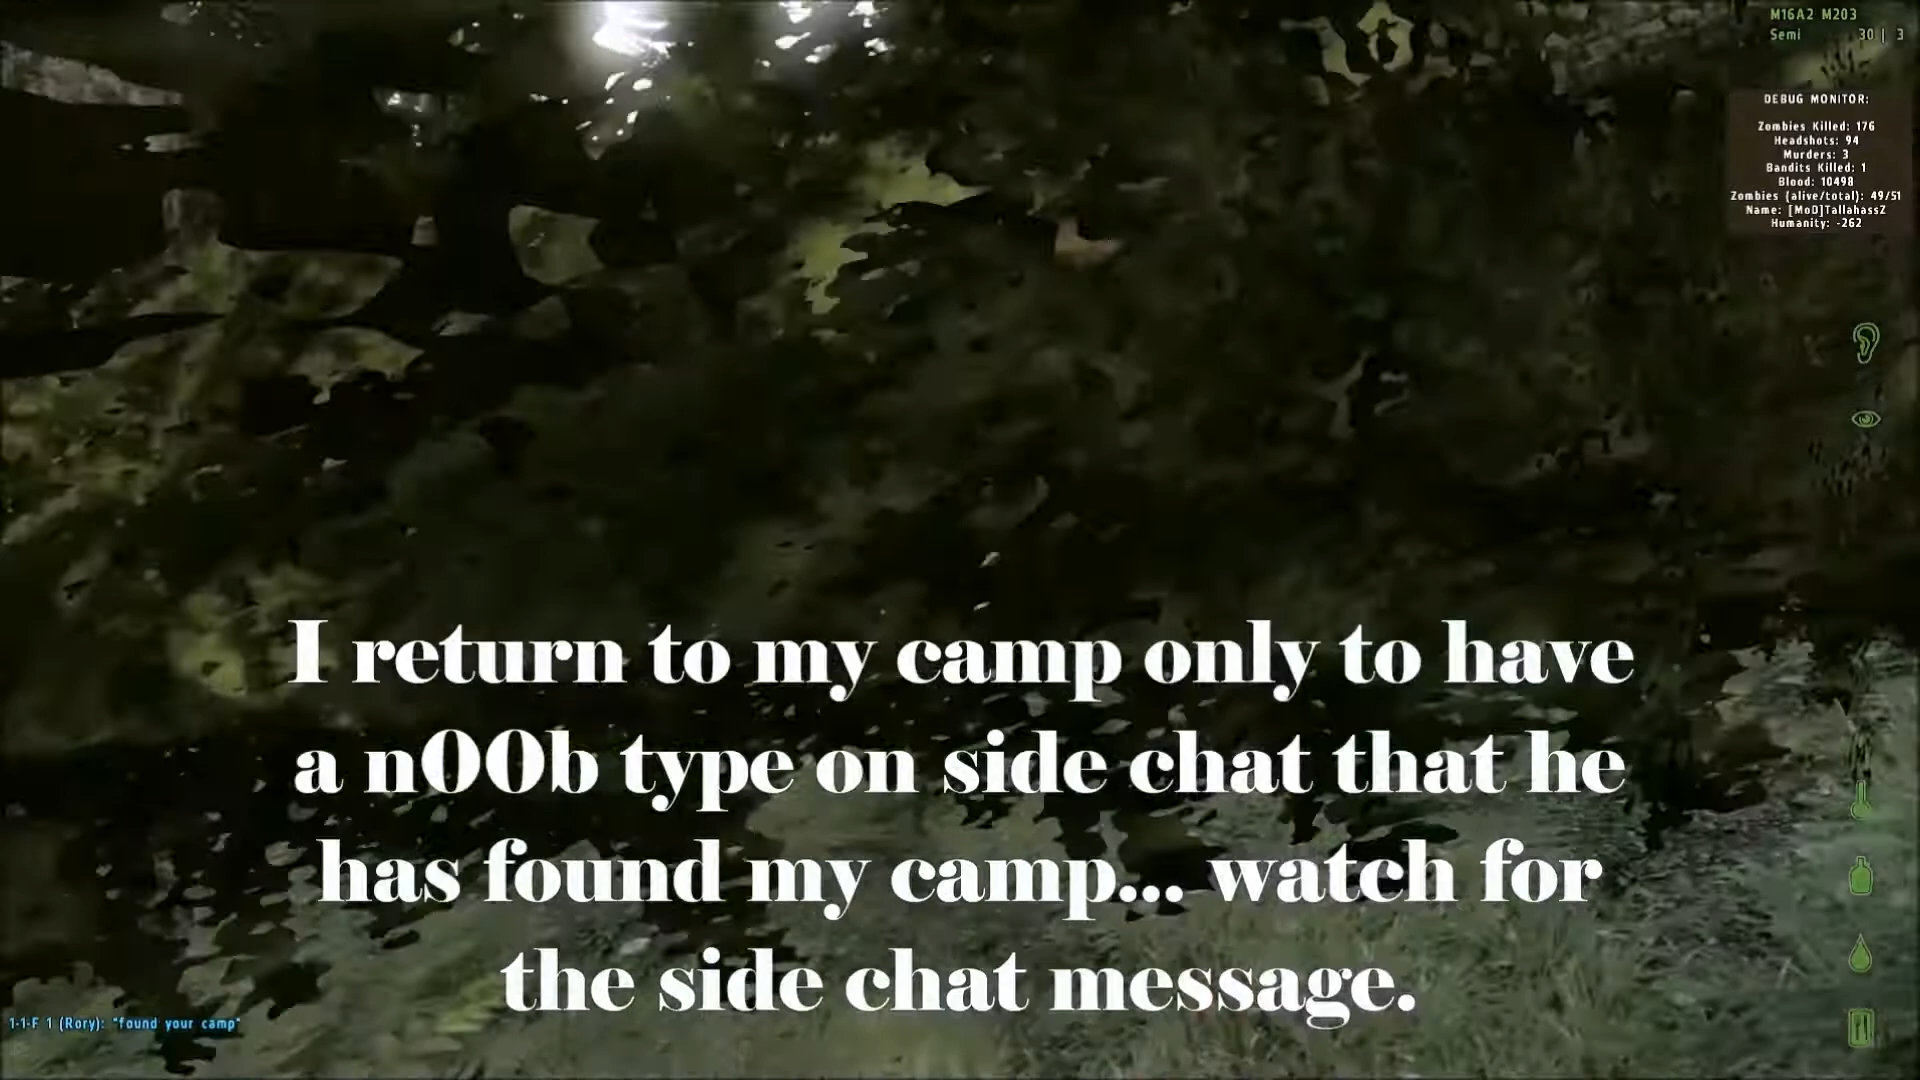 M16A2 M203
Semi 30 | 3
DEBUG MONITOR:
Zombies Killed: 176
Headshots: 94
Murders: 3
Bandits Killed: 1
Blood: 10498
Zombies (alive/total): 49/51
Name: [MoD]TallahassZ
Humanity: -262
I return to my camp only to have
a n00b type on side chat that he
has found my camp... watch for
the side chat message.
1-1-F 1 (Rory): "found your camp"